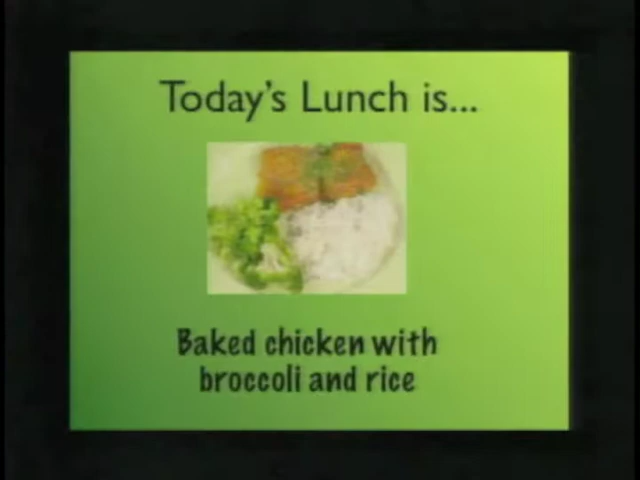 Today's Lunch is...
Baked chicken with
broccoli and rice